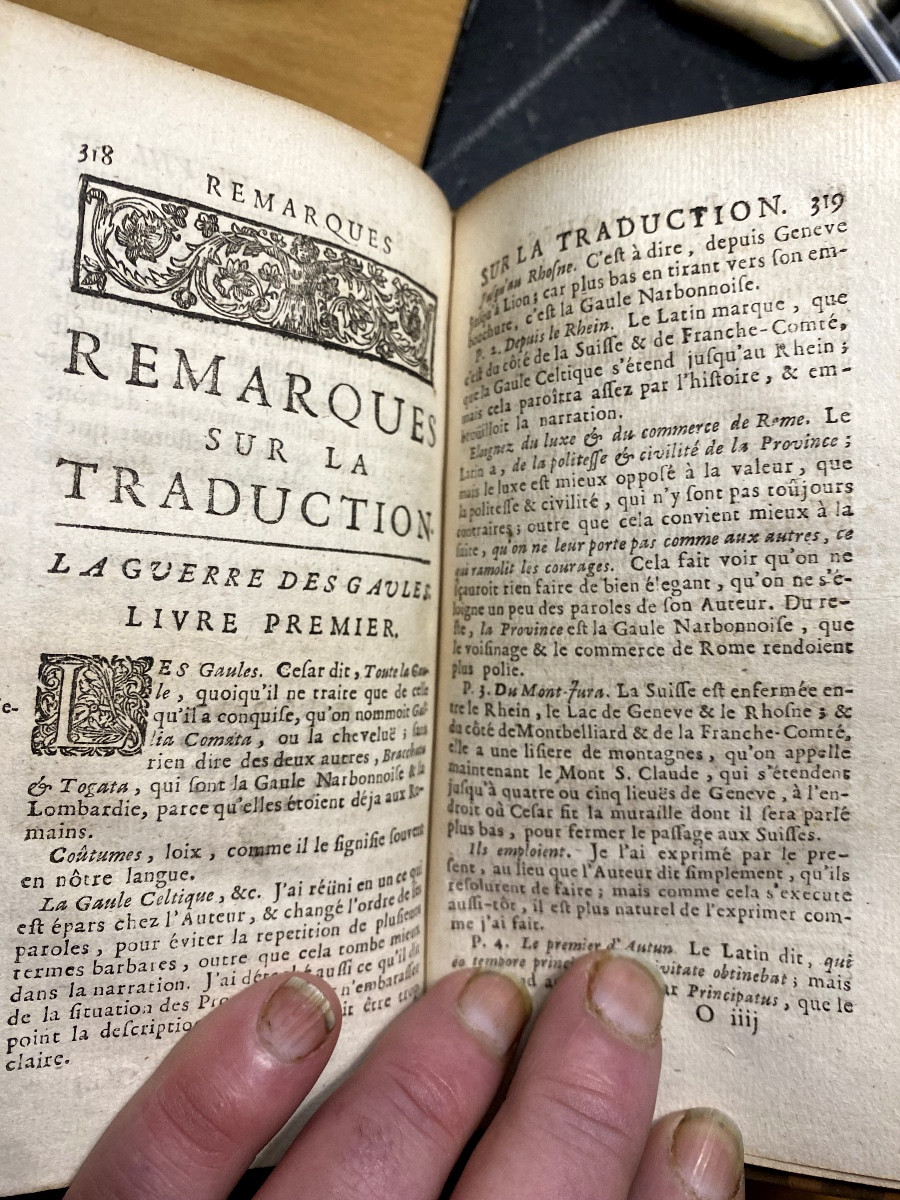 318
REMARQUES
REMARQUES
SUR LA
TRADUCTION.
LA GUERRE DES GAULES.
LIVRE PREMIER.
LES Gaules. Cesar dit, Toute la Gau-
le, quoiqu'il ne traite que de celle
qu'il a conquise, qu'on nommoit Gal-
lia Comata, ou la cheveluë; sans
rien dire des deux autres, Bracchata
& Togata, qui sont la Gaule Narbonnoise & la
Lombardie, parce qu'elles étoient déja aux Ro-
mains.
Coûtumes, loix, comme il le signifie souvent
en nôtre langue.
La Gaule Celtique, &c. J'ai réüni en un ce qui
est épars chez l'Auteur, & changé l'ordre de ses
paroles, pour éviter la repetition de plusieurs
termes barbares, outre que cela tombe mieux
dans la narration. J'ai aussi ce qu'il dit
de la situation des n'embarasser
point la être trop
claire.
e-
SUR LA TRADUCTION. 319
Jusqu'au Rhosne. C'est à dire, depuis Geneve
jusqu'à Lion; car plus bas en tirant vers son em-
bouchure, c'est la Gaule Narbonnoise.
P. 2. Depuis le Rhein. Le Latin marque, que
c'est du côté de la Suisse & de Franche-Comté,
que la Gaule Celtique s'étend jusqu'au Rhein;
mais cela paroîtra assez par l'histoire, & em-
broüilloit la narration.
Elaignez du luxe & du commerce de Rome. Le
Latin a, de la politesse & civilité de la Province;
mais le luxe est mieux opposé à la valeur, que
la politesse & civilité, qui n'y sont pas toûjours
contraires; outre que cela convient mieux à la
suite, qu'on ne leur porte pas comme aux autres, ce
qui ramolit les courages. Cela fait voir qu'on ne
sçauroit rien faire de bien élegant, qu'on ne s'é-
loigne un peu des paroles de son Auteur. Du re-
ste, la Province est la Gaule Narbonnoise, que
le voisinage & le commerce de Rome rendoient
plus polie.
P. 3. Du Mont-Jura. La Suisse est enfermée en-
tre le Rhein, le Lac de Geneve & le Rhosne; &
du côté de Montbelliard & de la Franche-Comté,
elle a une lisiere de montagnes, qu'on appelle
maintenant le Mont S. Claude, qui s'étendent
jusqu'à quatre ou cinq lieuës de Geneve, à l'en-
droit où Cesar fit la muraille dont il sera parlé
plus bas, pour fermer le passage aux Suisses.
Ils emploient. Je l'ai exprimé par le pre-
sent, au lieu que l'Auteur dit simplement, qu'ils
resolurent de faire; mais comme cela s'execute
aussi-tôt, il est plus naturel de l'exprimer com-
me j'ai fait.
P. 4. Le premier d'Autun. Le Latin dit, qui
eo tempore obtinebat; mais
Principatus, que le
O iiij